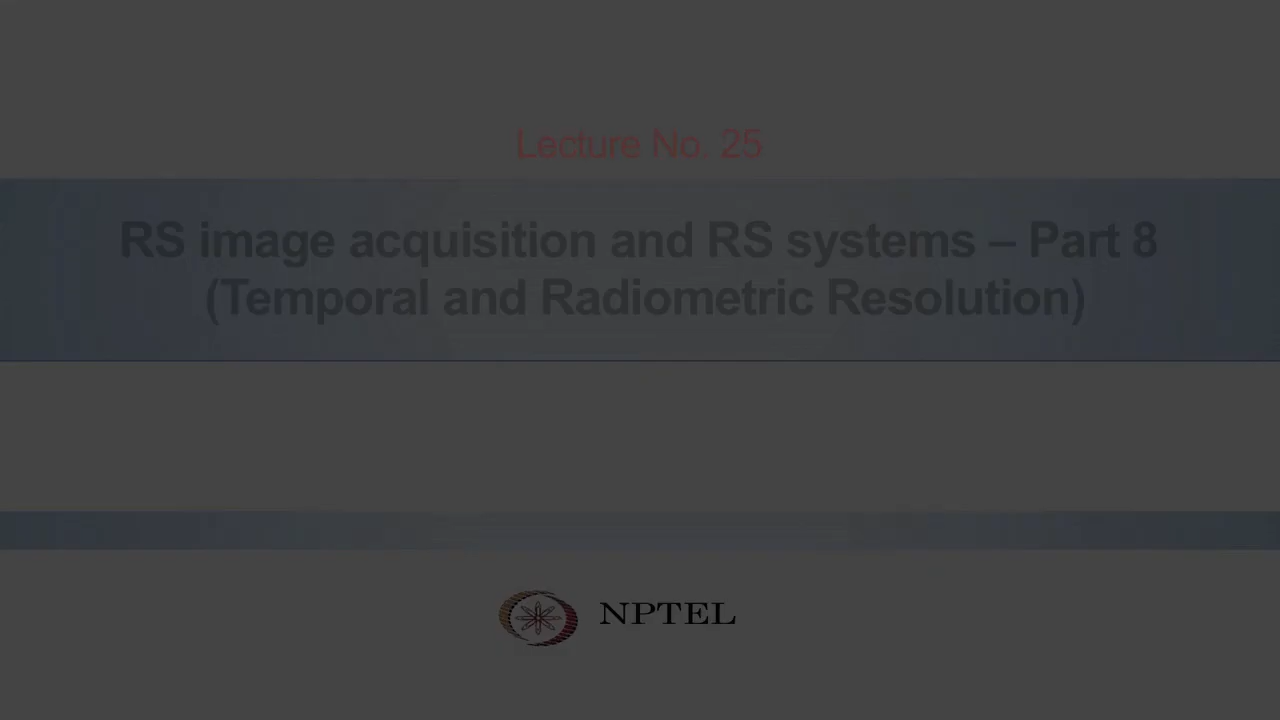 Lecture No. 25
RS image acquisition and RS systems – Part 8
(Temporal and Radiometric Resolution)
NPTEL